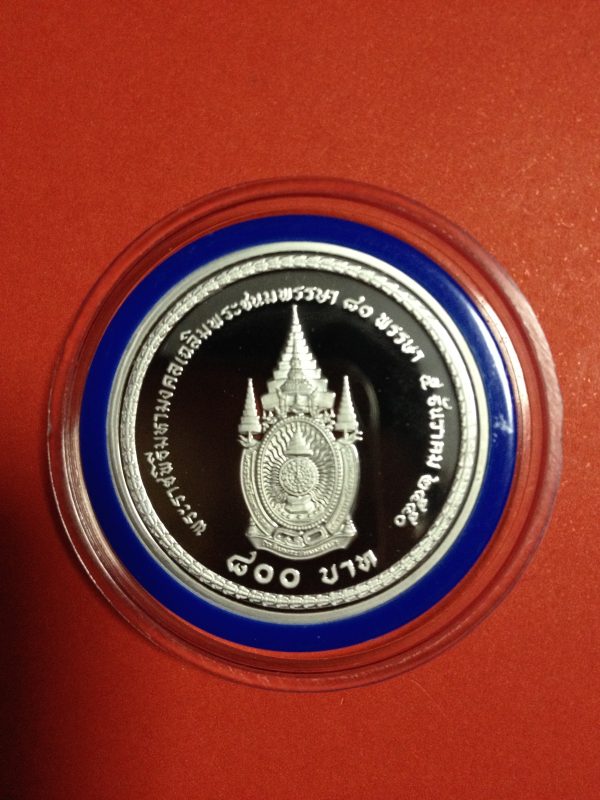 พระราชพิธีมหามงคลเฉลิมพระชนมพรรษา ๘๐ พรรษา ๕ ธันวาคม ๒๕๕๐
๘๐๐ บาท